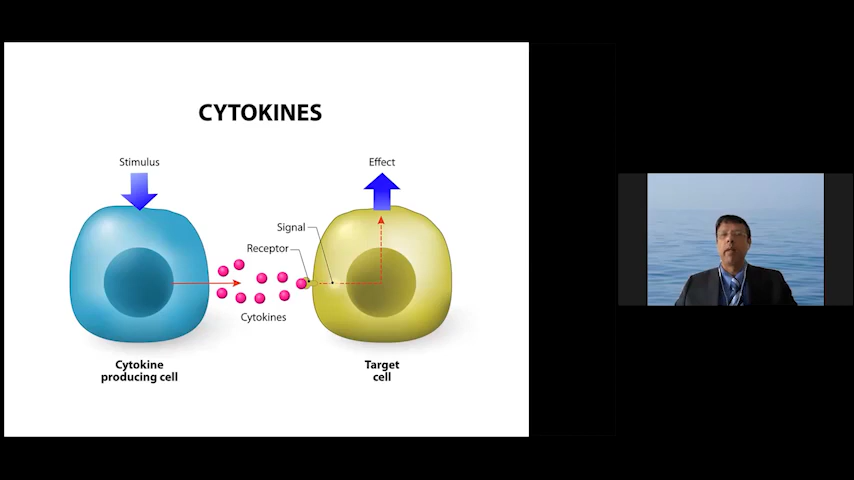 CYTOKINES
Stimulus
Effect
Signal
Receptor
Cytokines
Cytokine
producing cell
Target
cell